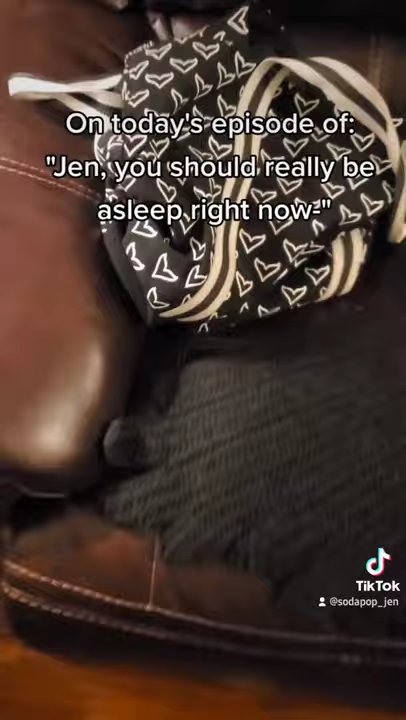 On today's episode of:
"Jen, you should really be
asleep right now-"
TikTok
@sodapop_jen